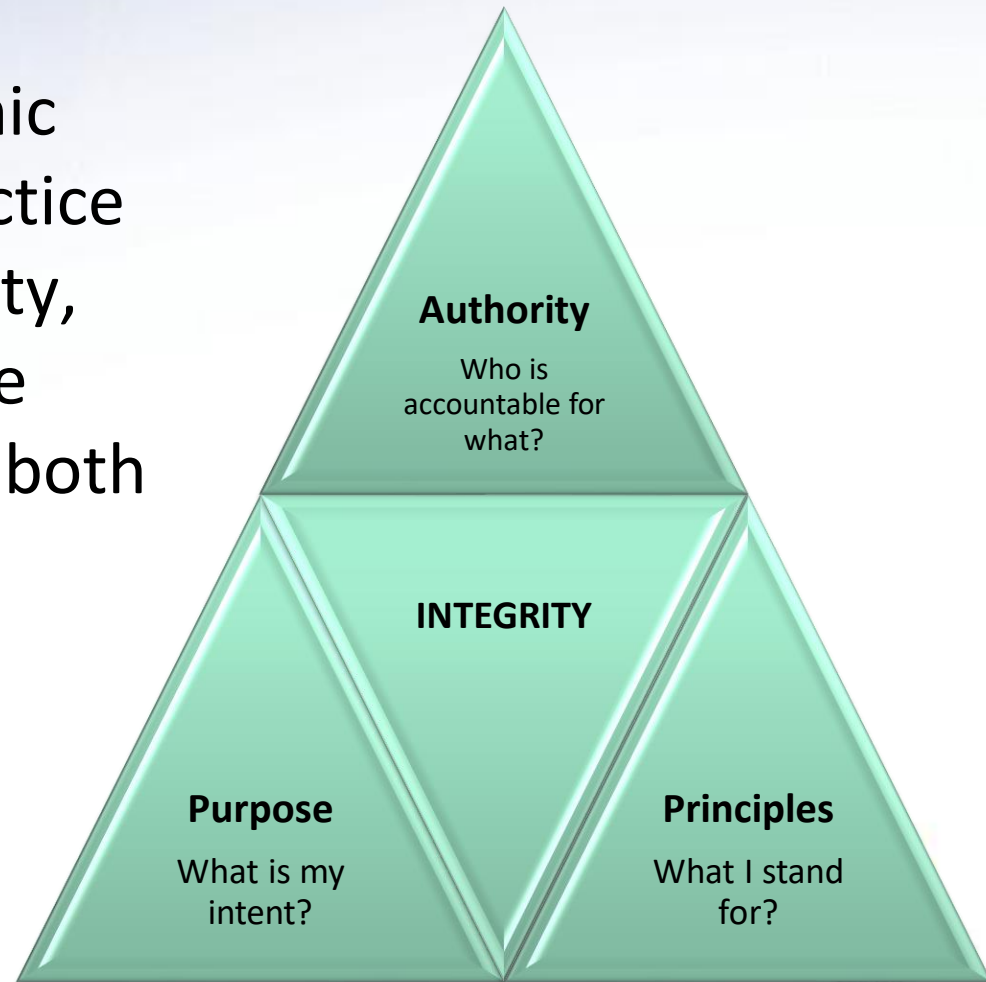 nic
ctice
ty,
e
both
Authority
Who is
accountable for
what?
INTEGRITY
Purpose
What is my
intent?
Principles
What I stand
for?